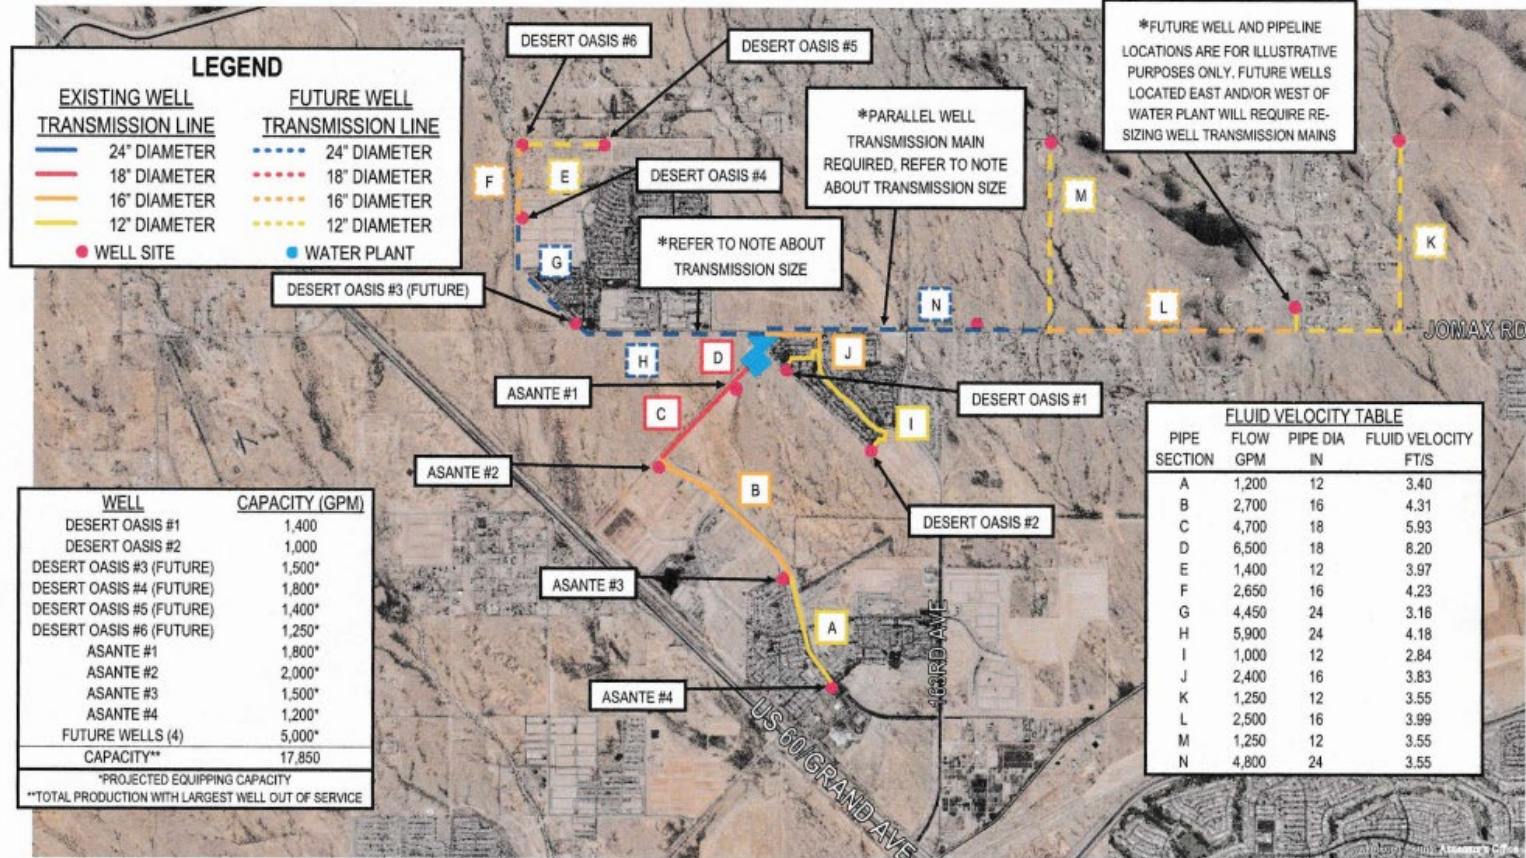 DESERT OASIS #6
DESERT OASIS #5
*FUTURE WELL AND PIPELINE
LOCATIONS ARE FOR ILLUSTRATIVE
PURPOSES ONLY. FUTURE WELLS
LOCATED EAST AND/OR WEST OF
WATER PLANT WILL REQUIRE RE-
SIZING WELL TRANSMISSION MAINS
LEGEND
EXISTING WELL FUTURE WELL
TRANSMISSION LINE TRANSMISSION LINE
24" DIAMETER 24" DIAMETER
18" DIAMETER 18" DIAMETER
16" DIAMETER 16" DIAMETER
12" DIAMETER 12" DIAMETER
WELL SITE WATER PLANT
*PARALLEL WELL
TRANSMISSION MAIN
REQUIRED, REFER TO NOTE
ABOUT TRANSMISSION SIZE
F
E
DESERT OASIS #4
M
K
*REFER TO NOTE ABOUT
TRANSMISSION SIZE
G
DESERT OASIS #3 (FUTURE)
N
L
JOMAX RD
H
D
J
ASANTE #1
DESERT OASIS #1
C
I
ASANTE #2
B
DESERT OASIS #2
ASANTE #3
A
163RD AVE
ASANTE #4
US 60/GRAND AVE
FLUID VELOCITY TABLE
PIPE FLOW PIPE DIA FLUID VELOCITY
SECTION GPM IN FT/S
A 1,200 12 3.40
B 2,700 16 4.31
C 4,700 18 5.93
D 6,500 18 8.20
E 1,400 12 3.97
F 2,650 16 4.23
G 4,450 24 3.16
H 5,900 24 4.18
I 1,000 12 2.84
J 2,400 16 3.83
K 1,250 12 3.55
L 2,500 16 3.99
M 1,250 12 3.55
N 4,800 24 3.55
WELL CAPACITY (GPM)
DESERT OASIS #1 1,400
DESERT OASIS #2 1,000
DESERT OASIS #3 (FUTURE) 1,500*
DESERT OASIS #4 (FUTURE) 1,800*
DESERT OASIS #5 (FUTURE) 1,400*
DESERT OASIS #6 (FUTURE) 1,250*
ASANTE #1 1,800*
ASANTE #2 2,000*
ASANTE #3 1,500*
ASANTE #4 1,200*
FUTURE WELLS (4) 5,000*
CAPACITY** 17,850
*PROJECTED EQUIPPING CAPACITY
**TOTAL PRODUCTION WITH LARGEST WELL OUT OF SERVICE
Assessor's Office